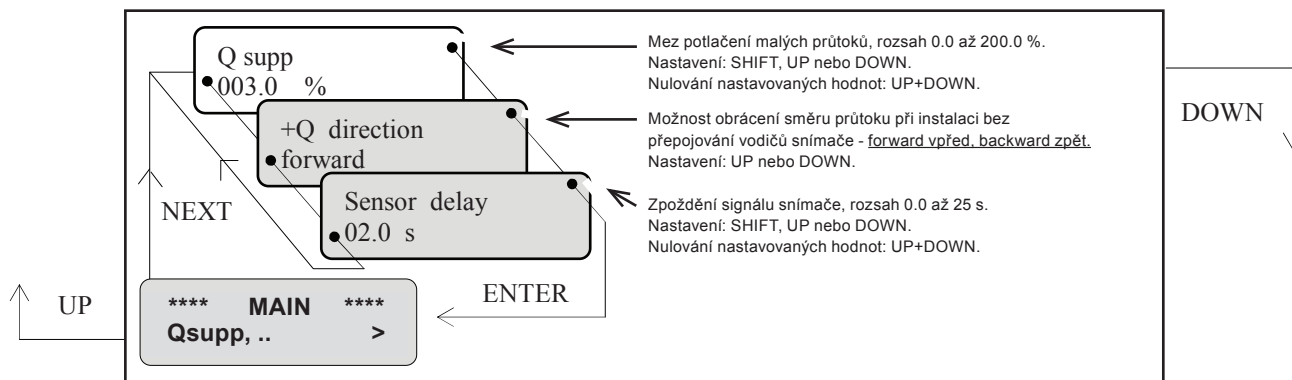 Q supp
003.0 %
Mez potlačení malých průtoků, rozsah 0.0 až 200.0 %.
Nastavení: SHIFT, UP nebo DOWN.
Nulování nastavovaných hodnot: UP+DOWN.
+Q direction
forward
Možnost obrácení směru průtoku při instalaci bez
přepojování vodičů snímače - forward vpřed, backward zpět.
Nastavení: UP nebo DOWN.
Sensor delay
02.0 s
Zpoždění signálu snímače, rozsah 0.0 až 25 s.
Nastavení: SHIFT, UP nebo DOWN.
Nulování nastavovaných hodnot: UP+DOWN.
DOWN
NEXT
UP
**** MAIN ****
Qsupp, .. >
ENTER